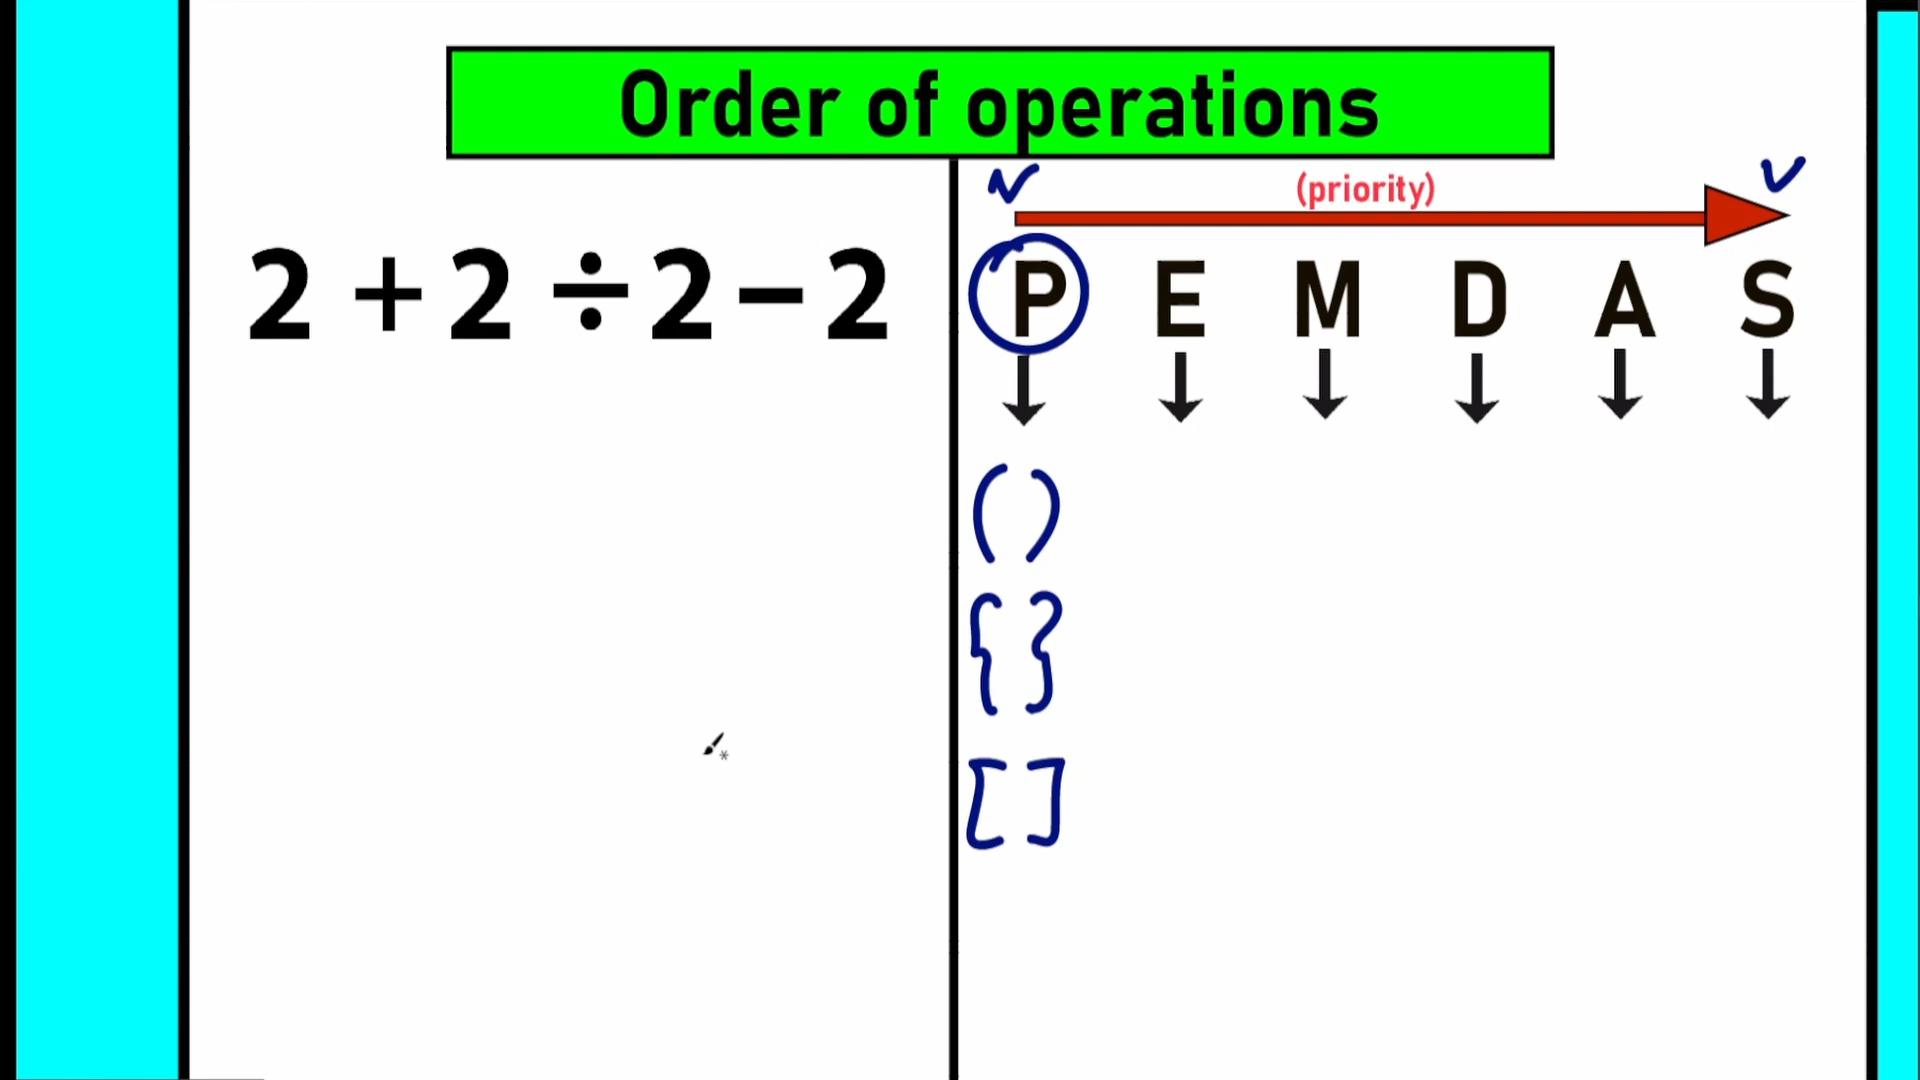 Order of operations
(priority)
2 + 2 ÷ 2 − 2
P E M D A S
( )
{ }
[ ]